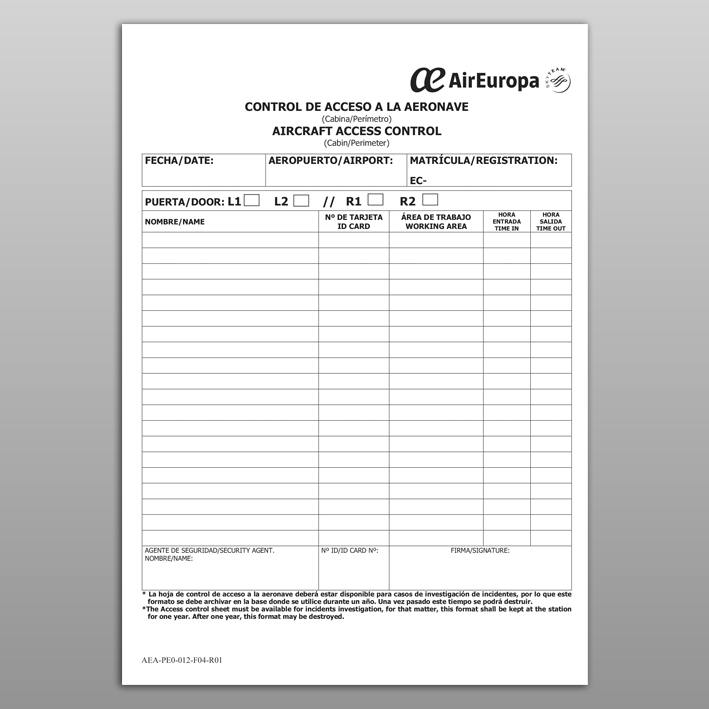 AirEuropa SKYTEAM
CONTROL DE ACCESO A LA AERONAVE
(Cabina/Perímetro)
AIRCRAFT ACCESS CONTROL
(Cabin/Perimeter)
FECHA/DATE: AEROPUERTO/AIRPORT: MATRÍCULA/REGISTRATION:
EC-
PUERTA/DOOR: L1 L2 // R1 R2
NOMBRE/NAME Nº DE TARJETA ID CARD ÁREA DE TRABAJO WORKING AREA HORA ENTRADA TIME IN HORA SALIDA TIME OUT
AGENTE DE SEGURIDAD/SECURITY AGENT. Nº ID/ID CARD Nº: FIRMA/SIGNATURE:
NOMBRE/NAME:
* La hoja de control de acceso a la aeronave deberá estar disponible para casos de investigación de incidentes, por lo que este
formato se debe archivar en la base donde se utilice durante un año. Una vez pasado este tiempo se podrá destruir.
*The Access control sheet must be available for incidents investigation, for that matter, this format shall be kept at the station
for one year. After one year, this format may be destroyed.
AEA-PE0-012-F04-R01